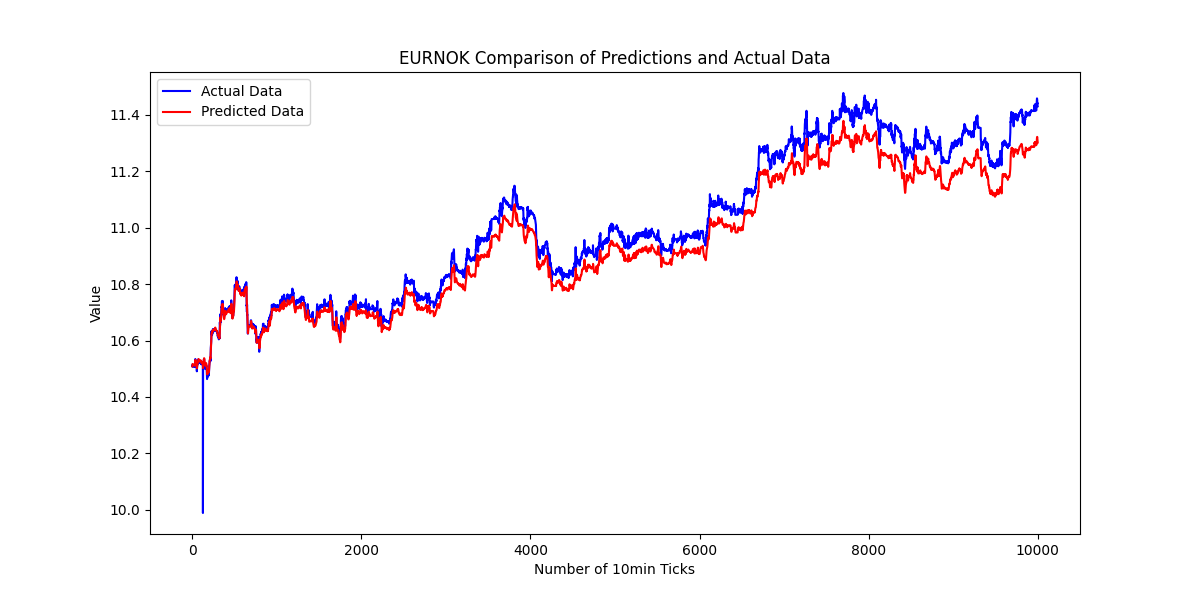 EURNOK Comparison of Predictions and Actual Data
Actual Data
Predicted Data
11.4
11.2
11.0
10.8
10.6
10.4
10.2
10.0
Value
0 2000 4000 6000 8000 10000
Number of 10min Ticks